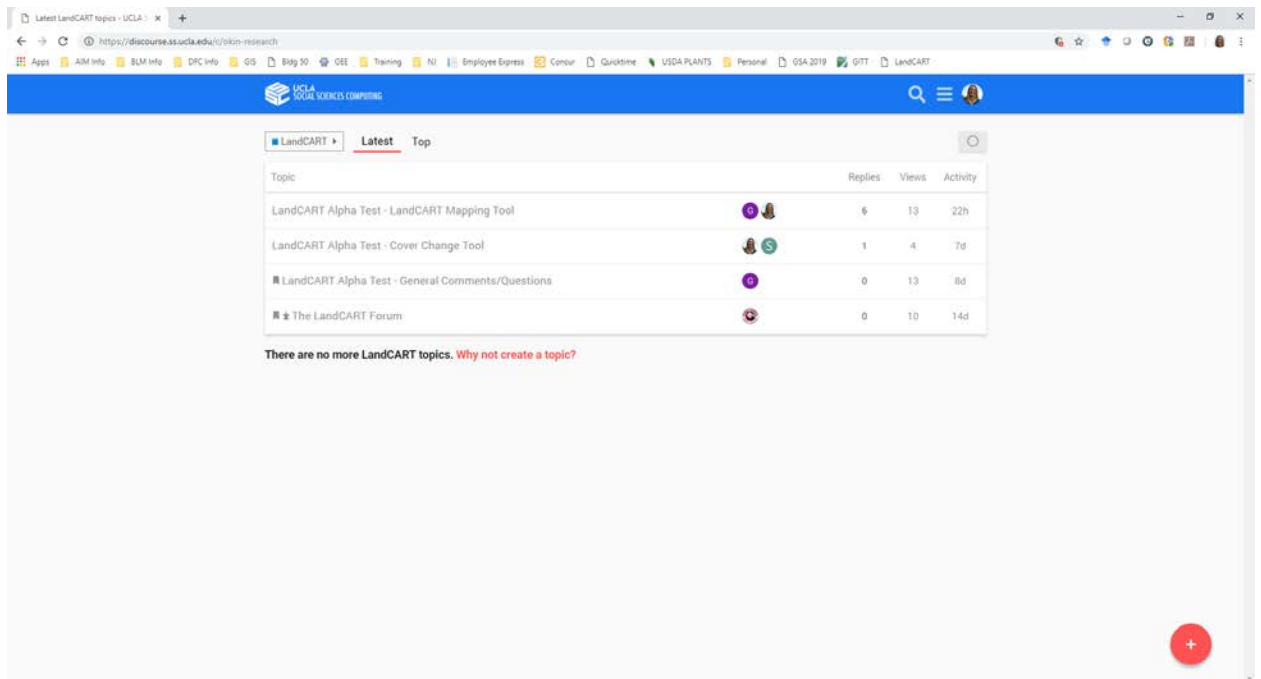 Latest LandCART topics - UCLA S
https://discourse.ss.ucla.edu/c/okin-research
Apps AIM Info BLM Info DFC Info GIS Bldg 50 GEE Training NJ Employee Express Concur Quicktime USDA PLANTS Personal GSA 2019 GITT LandCART
UCLA
SOCIAL SCIENCES COMPUTING
LandCART Latest Top
Topic Replies Views Activity
LandCART Alpha Test - LandCART Mapping Tool G 6 13 22h
LandCART Alpha Test - Cover Change Tool S 1 4 7d
LandCART Alpha Test - General Comments/Questions G 0 13 8d
The LandCART Forum 0 10 14d
There are no more LandCART topics. Why not create a topic?
+